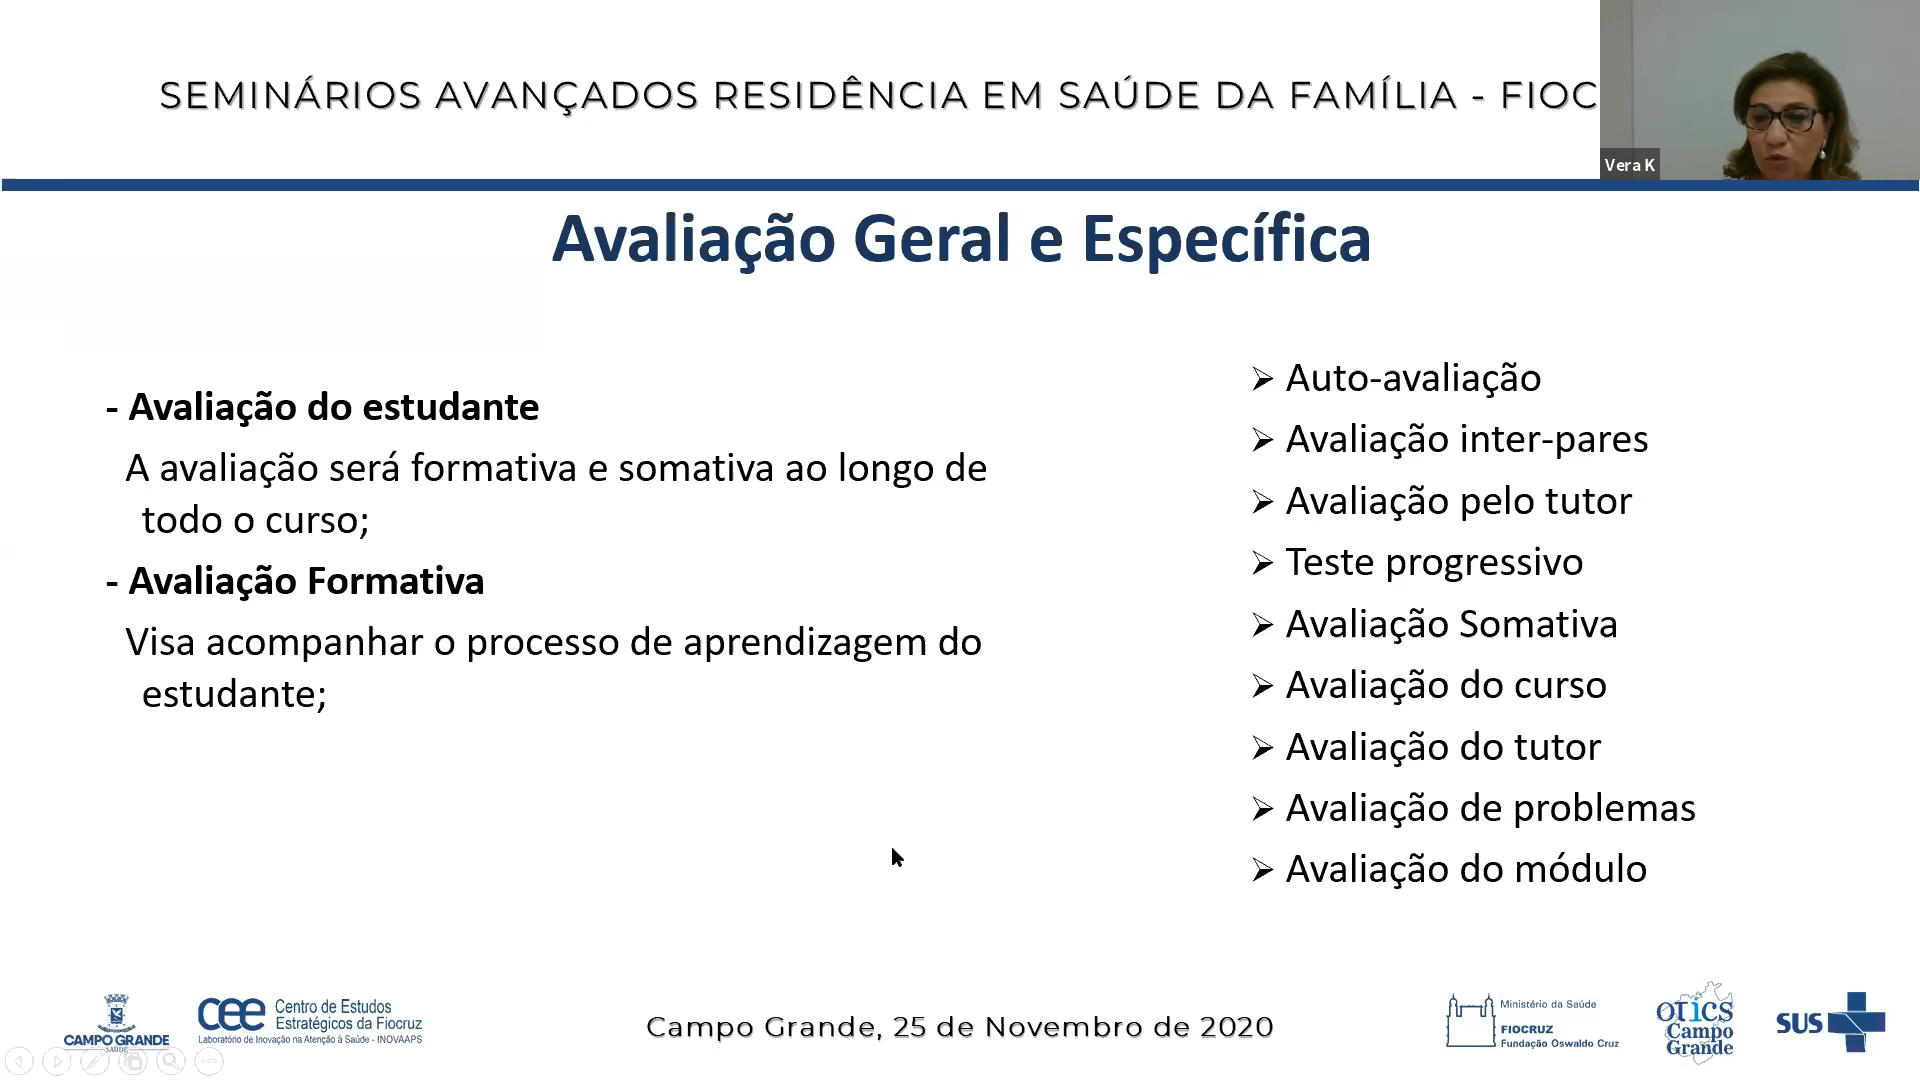 SEMINÁRIOS AVANÇADOS RESIDÊNCIA EM SAÚDE DA FAMÍLIA - FIOC
Vera K
Avaliação Geral e Específica
- Avaliação do estudante
A avaliação será formativa e somativa ao longo de
todo o curso;
- Avaliação Formativa
Visa acompanhar o processo de aprendizagem do
estudante;
➢ Auto-avaliação
➢ Avaliação inter-pares
➢ Avaliação pelo tutor
➢ Teste progressivo
➢ Avaliação Somativa
➢ Avaliação do curso
➢ Avaliação do tutor
➢ Avaliação de problemas
➢ Avaliação do módulo
CAMPO GRANDE
SAÚDE
cee
Centro de Estudos
Estratégicos da Fiocruz
Laboratório de Inovação na Atenção à Saúde - INOVAAPS
Campo Grande, 25 de Novembro de 2020
Ministério da Saúde
FIOCRUZ
Fundação Oswaldo Cruz
OTICS
Campo
Grande
SUS